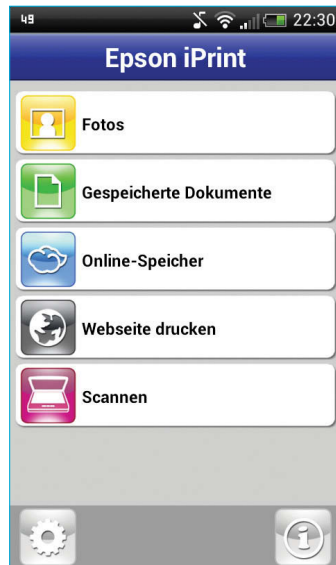 49 22:30
Epson iPrint
Fotos
Gespeicherte Dokumente
Online-Speicher
Webseite drucken
Scannen